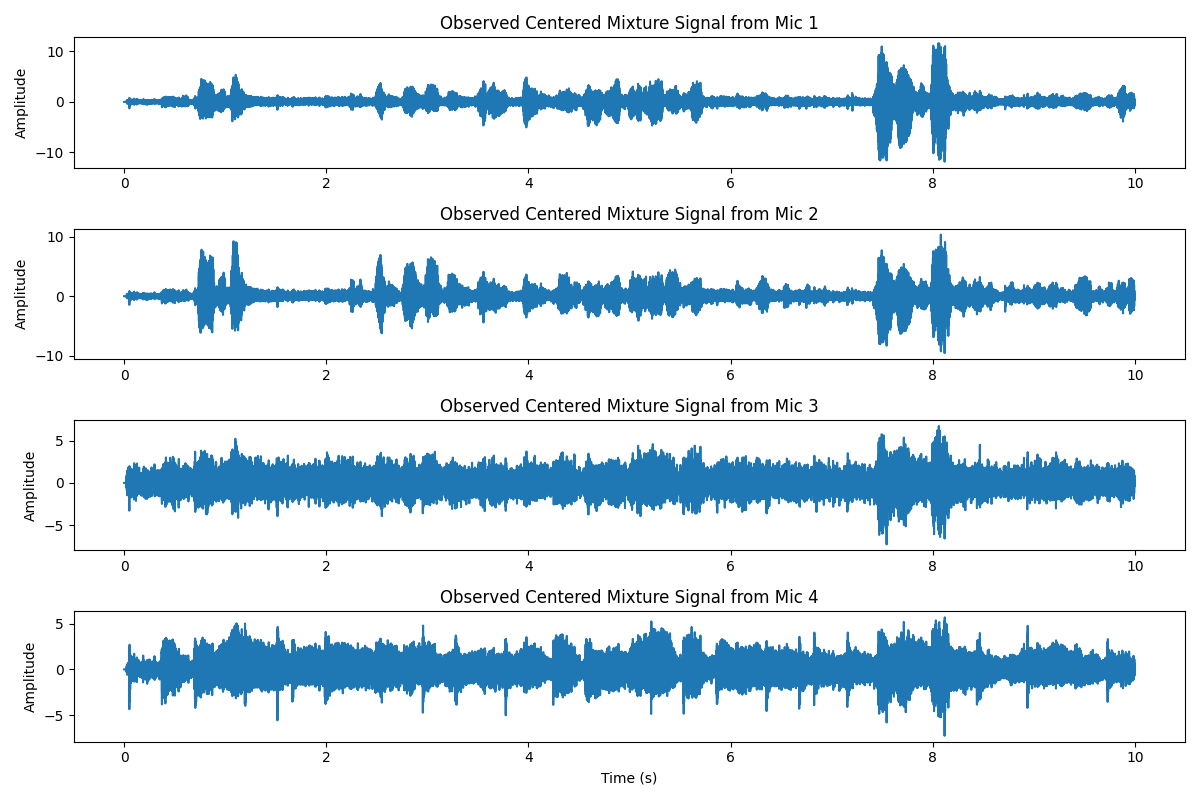 Observed Centered Mixture Signal from Mic 1
Amplitude
10
0
−10
0 2 4 6 8 10
Observed Centered Mixture Signal from Mic 2
Amplitude
10
0
−10
0 2 4 6 8 10
Observed Centered Mixture Signal from Mic 3
Amplitude
5
0
−5
0 2 4 6 8 10
Observed Centered Mixture Signal from Mic 4
Amplitude
5
0
−5
0 2 4 6 8 10
Time (s)